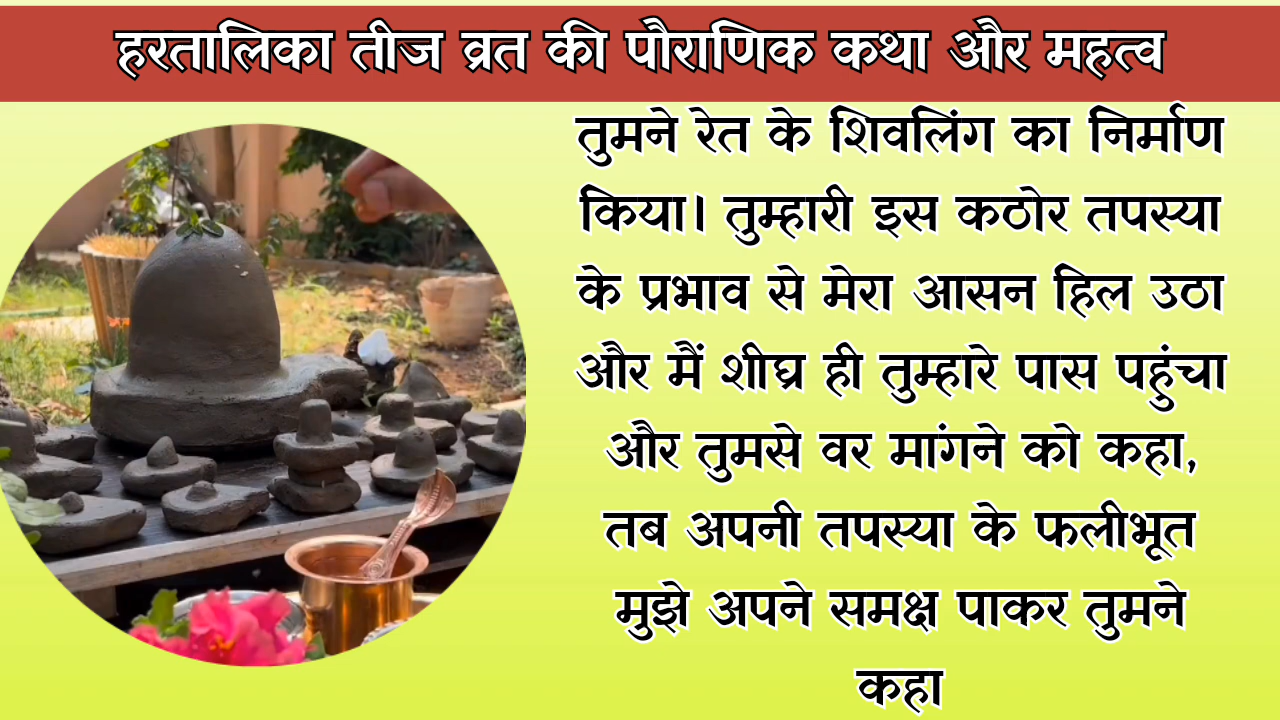 हरतालिका तीज व्रत की पौराणिक कथा और महत्व
तुमने रेत के शिवलिंग का निर्माण
किया। तुम्हारी इस कठोर तपस्या
के प्रभाव से मेरा आसन हिल उठा
और मैं शीघ्र ही तुम्हारे पास पहुंचा
और तुमसे वर मांगने को कहा,
तब अपनी तपस्या के फलीभूत
मुझे अपने समक्ष पाकर तुमने
कहा